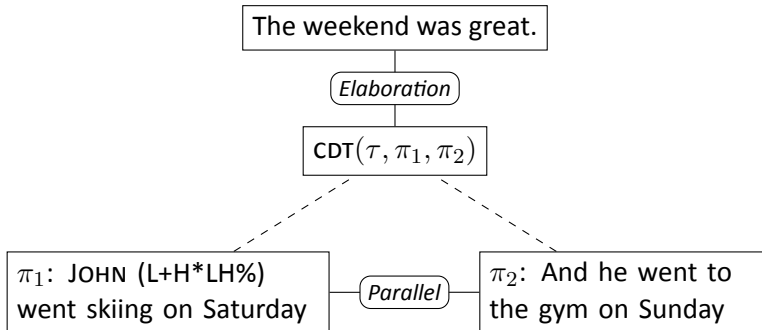 The weekend was great.
Elaboration
CDT(τ, π₁, π₂)
π₁: JOHN (L+H*LH%)
went skiing on Saturday
Parallel
π₂: And he went to
the gym on Sunday